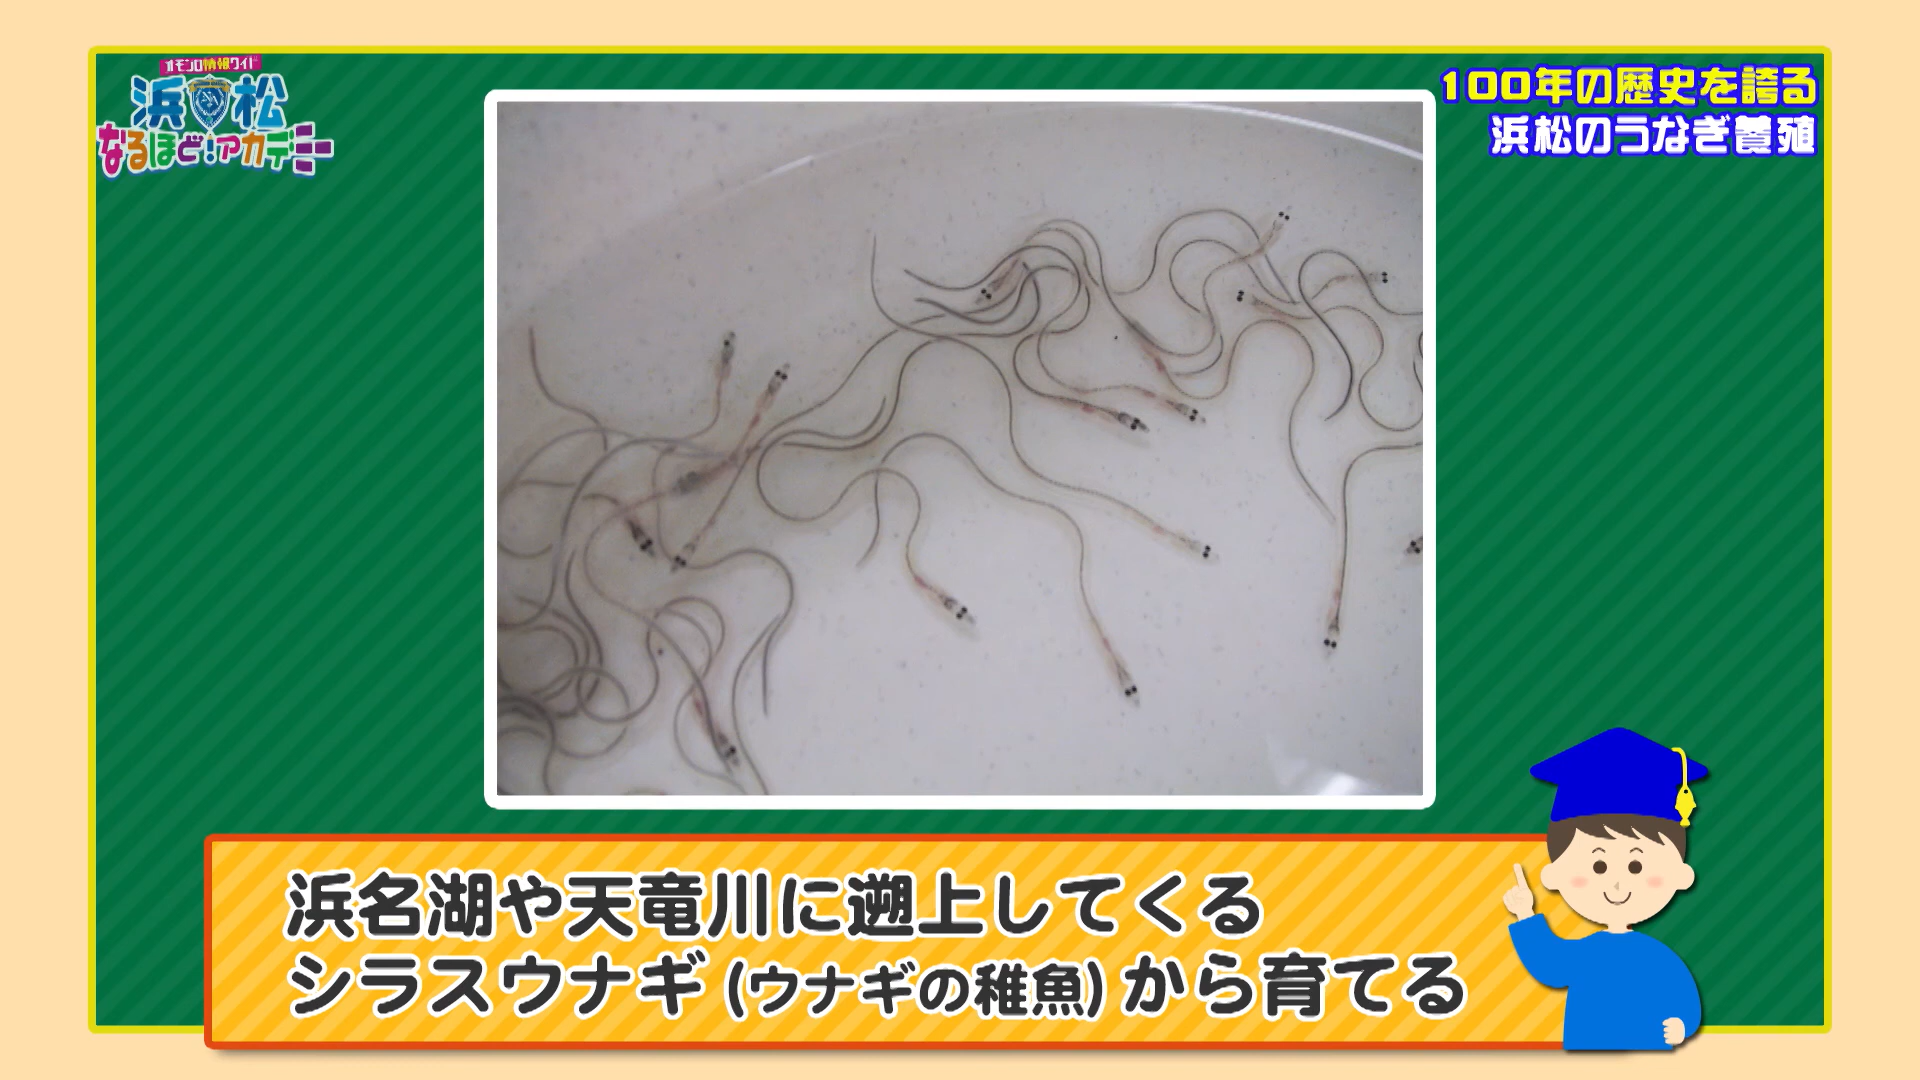 オモシロ情報ワイド
浜松
なるほど!アカデミー
100年の歴史を誇る
浜松のうなぎ養殖
浜名湖や天竜川に遡上してくる
シラスウナギ(ウナギの稚魚)から育てる